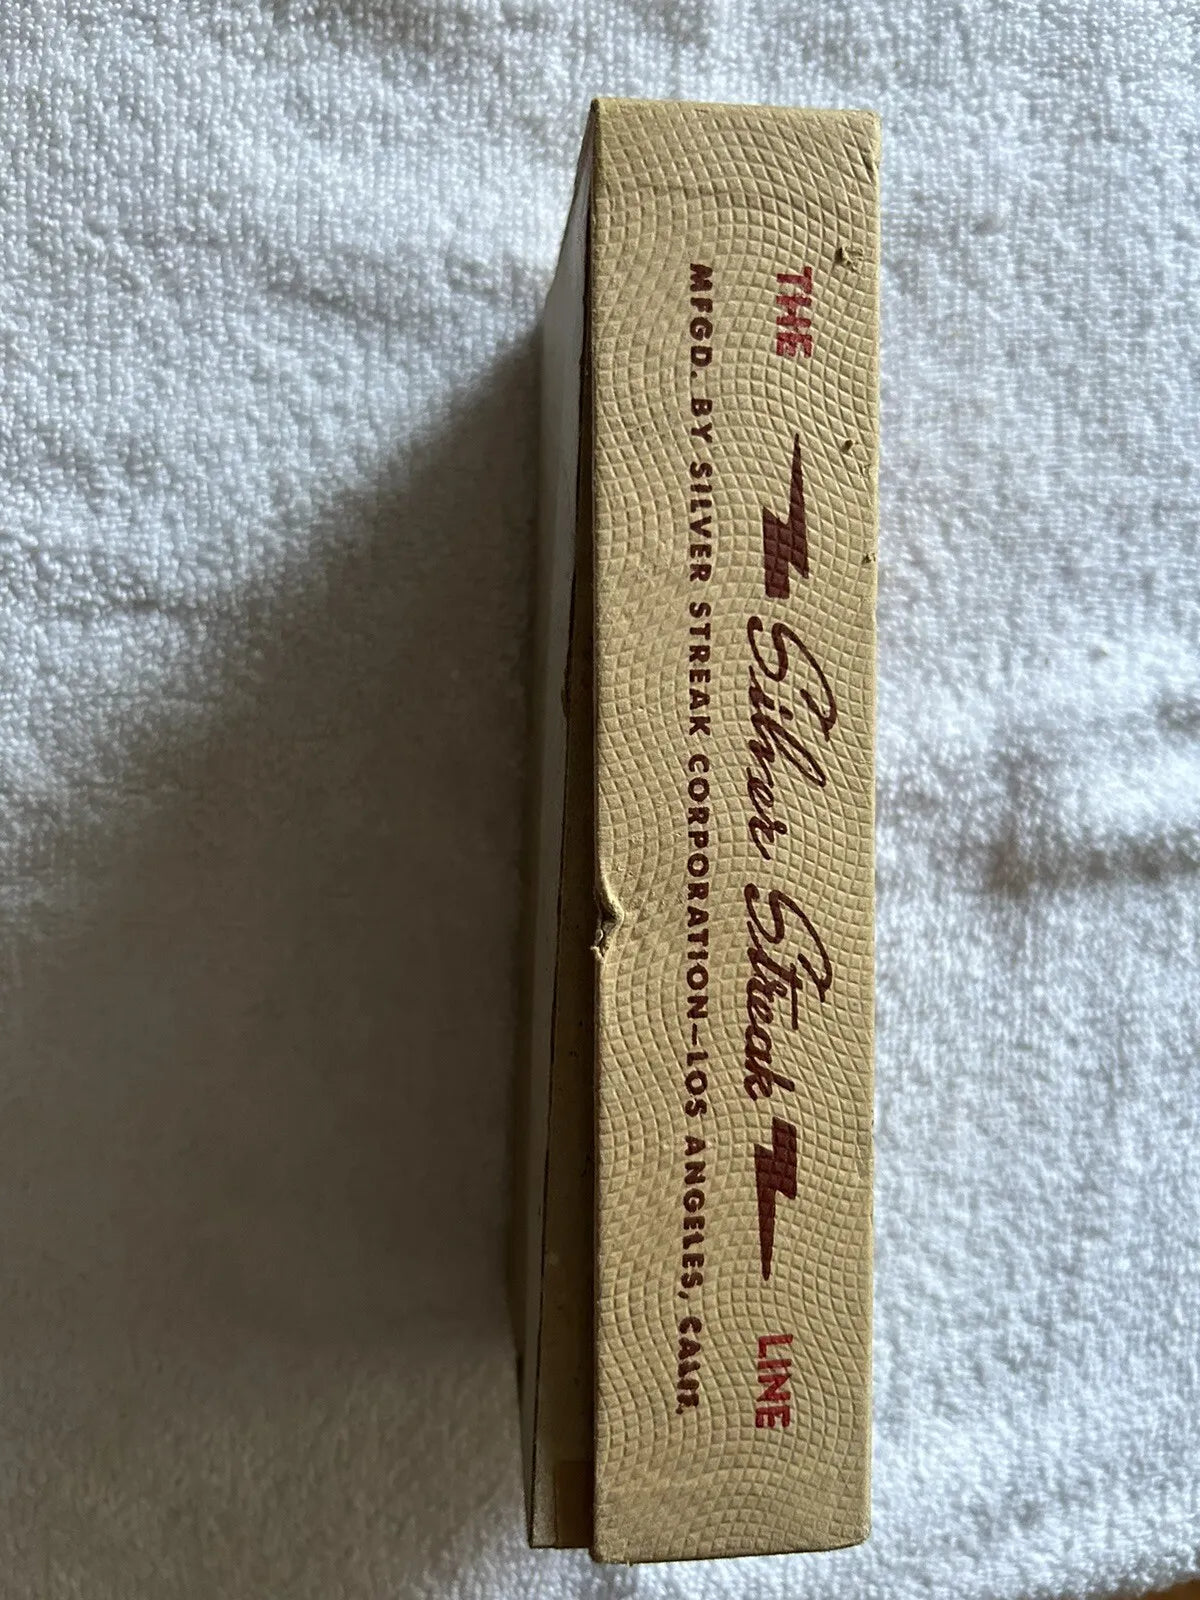 THE Silver Streak LINE
MFGD. BY SILVER STREAK CORPORATION—LOS ANGELES, CALIF.